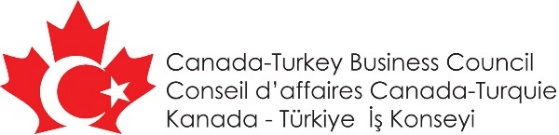 Canada-Turkey Business Council
Conseil d'affaires Canada-Turquie
Kanada - Türkiye İş Konseyi